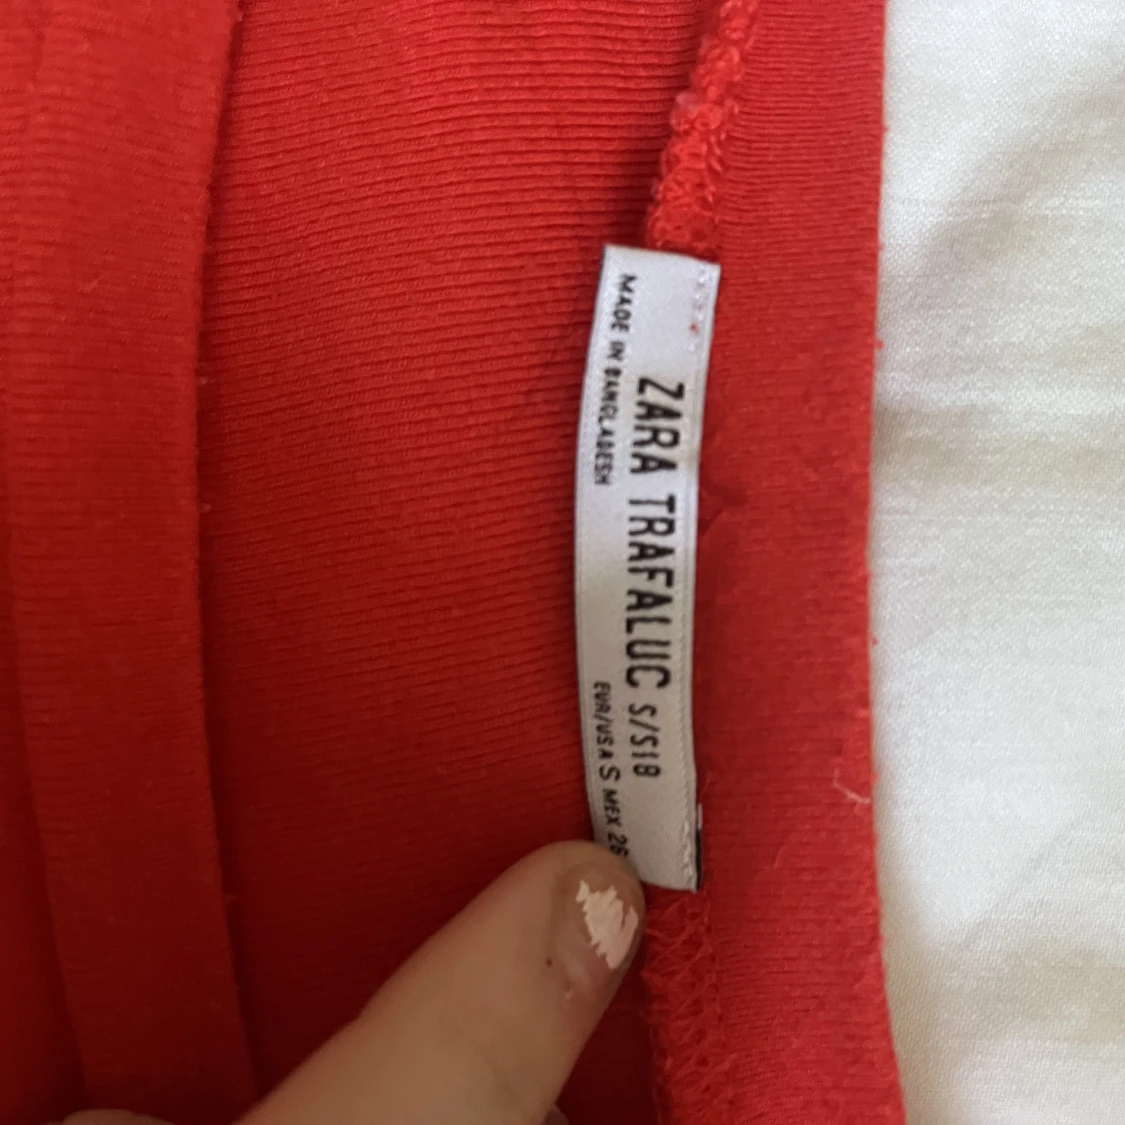 ZARA TRAFALUC S/S18
MADE IN BANGLADESH
EUR/USA S MEX 26